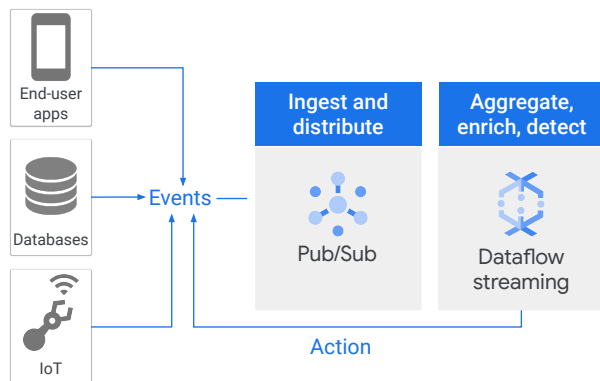 End-user
apps
Databases
IoT
Events
Ingest and
distribute
Pub/Sub
Aggregate,
enrich, detect
Dataflow
streaming
Action